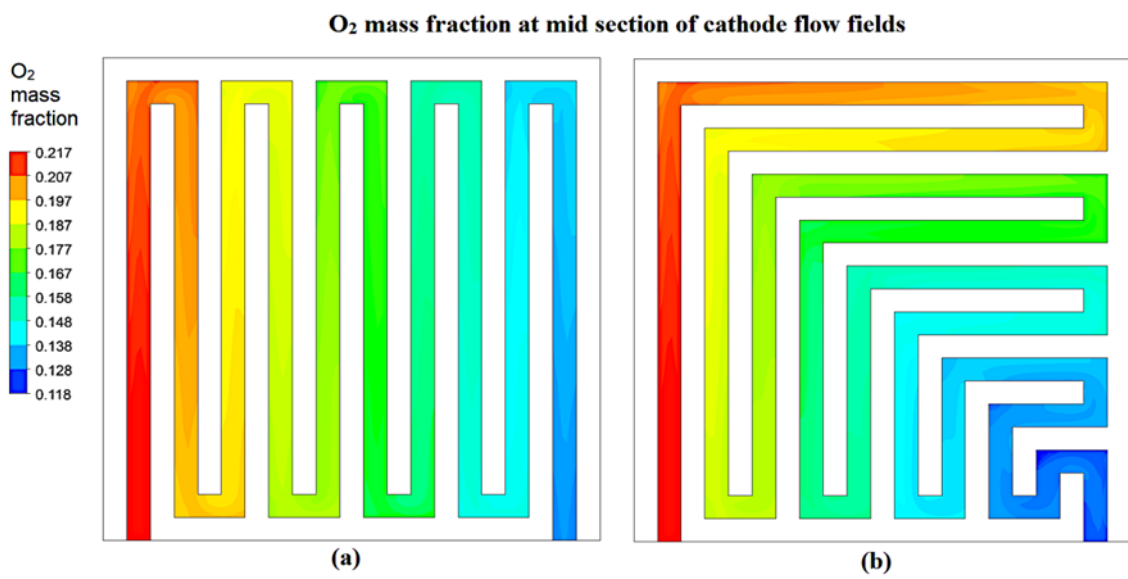 O₂ mass fraction at mid section of cathode flow fields
O₂
mass
fraction
0.217
0.207
0.197
0.187
0.177
0.167
0.158
0.148
0.138
0.128
0.118
(a)
(b)